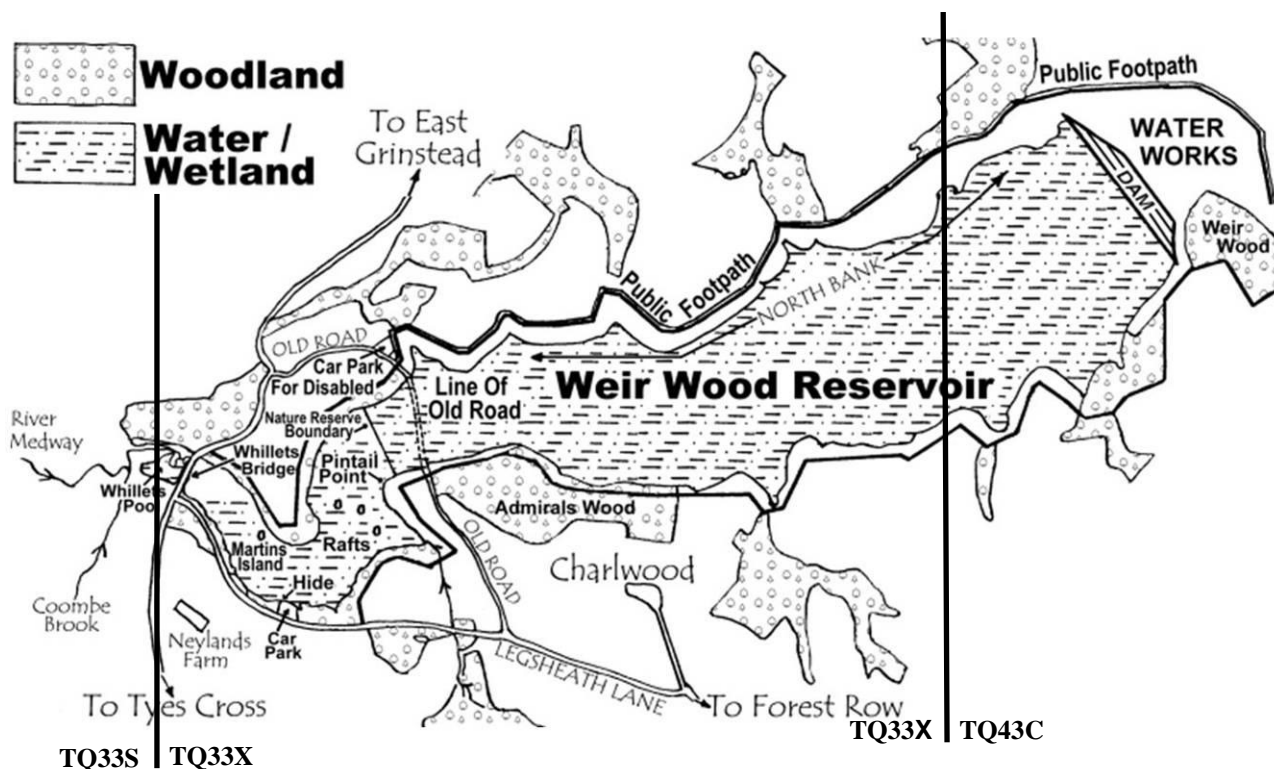 Woodland
Water /
Wetland
To East
Grinstead
Public Footpath
WATER
WORKS
DAM
Weir
Wood
Public
Footpath
NORTH BANK
OLD ROAD
Car Park
For Disabled
Line Of
Old Road
Weir Wood Reservoir
Nature Reserve
Boundary
River
Medway
Whillets
Bridge
Pintail
Point
Whillets
Pool
Admirals Wood
Martins
Island
Rafts
Hide
OLD ROAD
Charlwood
Coombe
Brook
Neylands
Farm
Car
Park
LEGSHEATH LANE
To Tyes Cross
To Forest Row
TQ33S
TQ33X
TQ33X
TQ43C